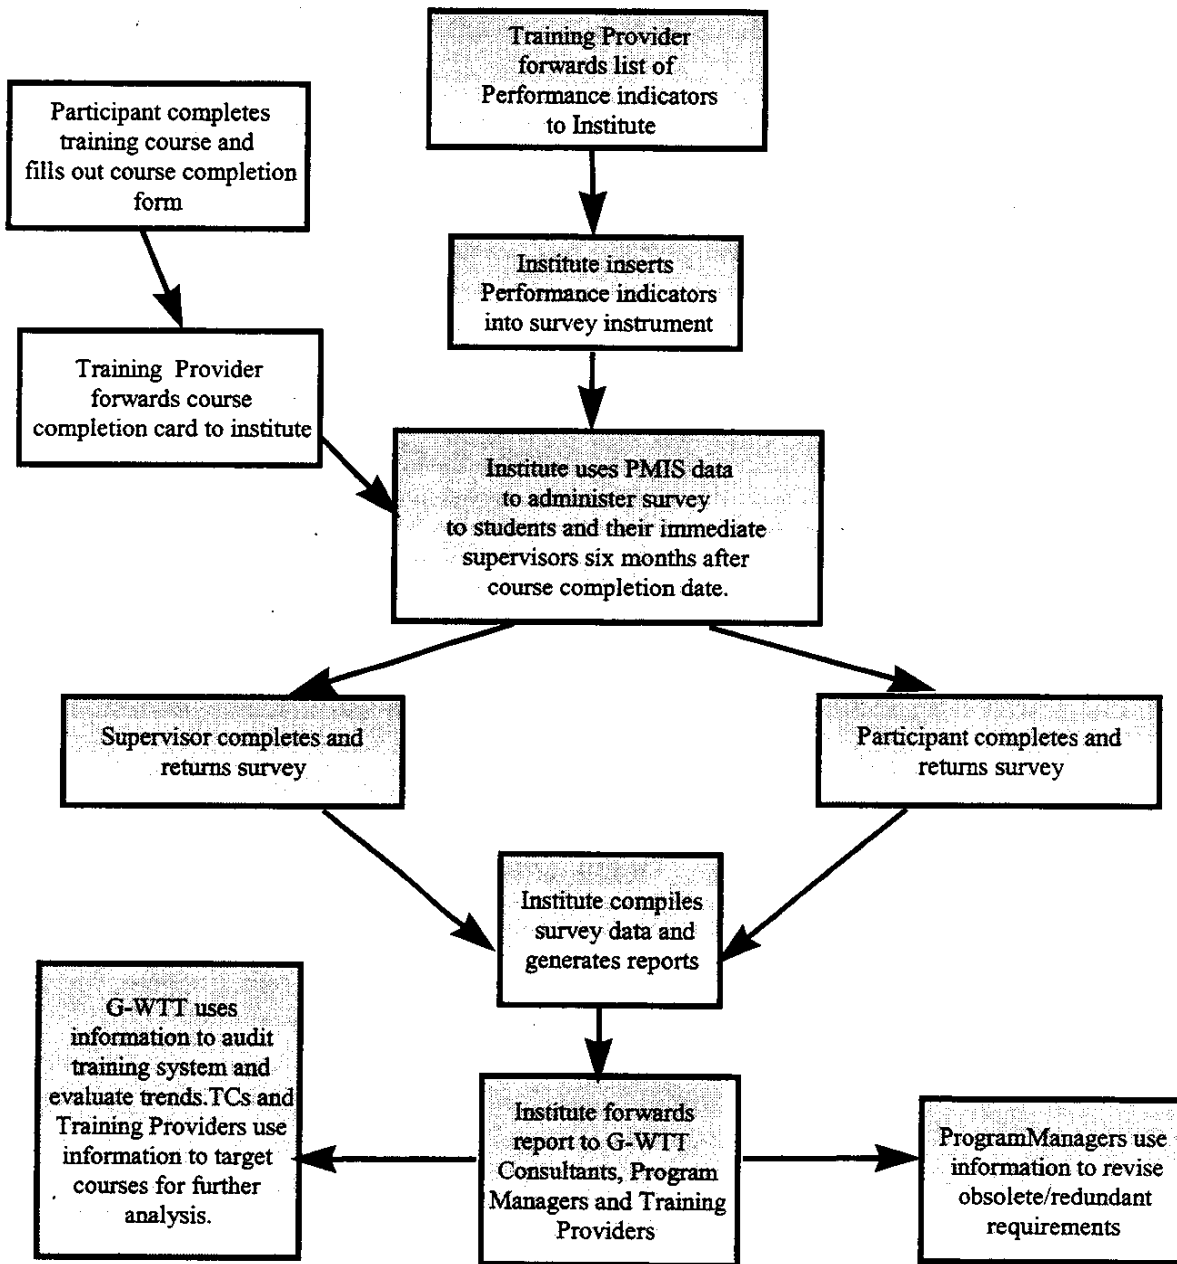 Training Provider
forwards list of
Performance indicators
to Institute
Participant completes
training course and
fills out course completion
form
Institute inserts
Performance indicators
into survey instrument
Training Provider
forwards course
completion card to institute
Institute uses PMIS data
to administer survey
to students and their immediate
supervisors six months after
course completion date.
Supervisor completes and
returns survey
Participant completes and
returns survey
Institute compiles
survey data and
generates reports
G-WTT uses
information to audit
training system and
evaluate trends.TCs and
Training Providers use
information to target
courses for further
analysis.
Institute forwards
report to G-WTT
Consultants, Program
Managers and Training
Providers
ProgramManagers use
information to revise
obsolete/redundant
requirements